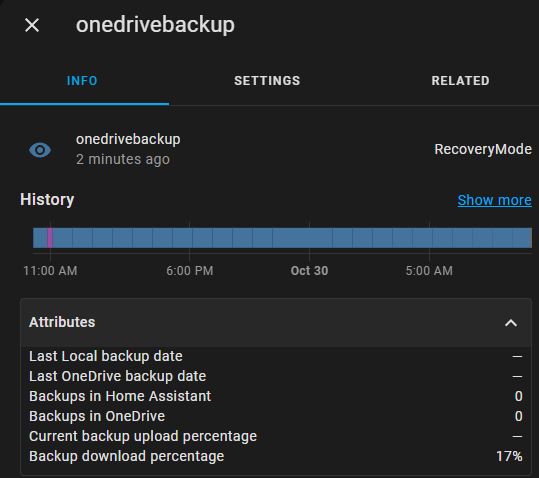 onedrivebackup
INFO SETTINGS RELATED
onedrivebackup
2 minutes ago
RecoveryMode
History Show more
11:00 AM 6:00 PM Oct 30 5:00 AM
Attributes
Last Local backup date —
Last OneDrive backup date —
Backups in Home Assistant 0
Backups in OneDrive 0
Current backup upload percentage —
Backup download percentage 17%